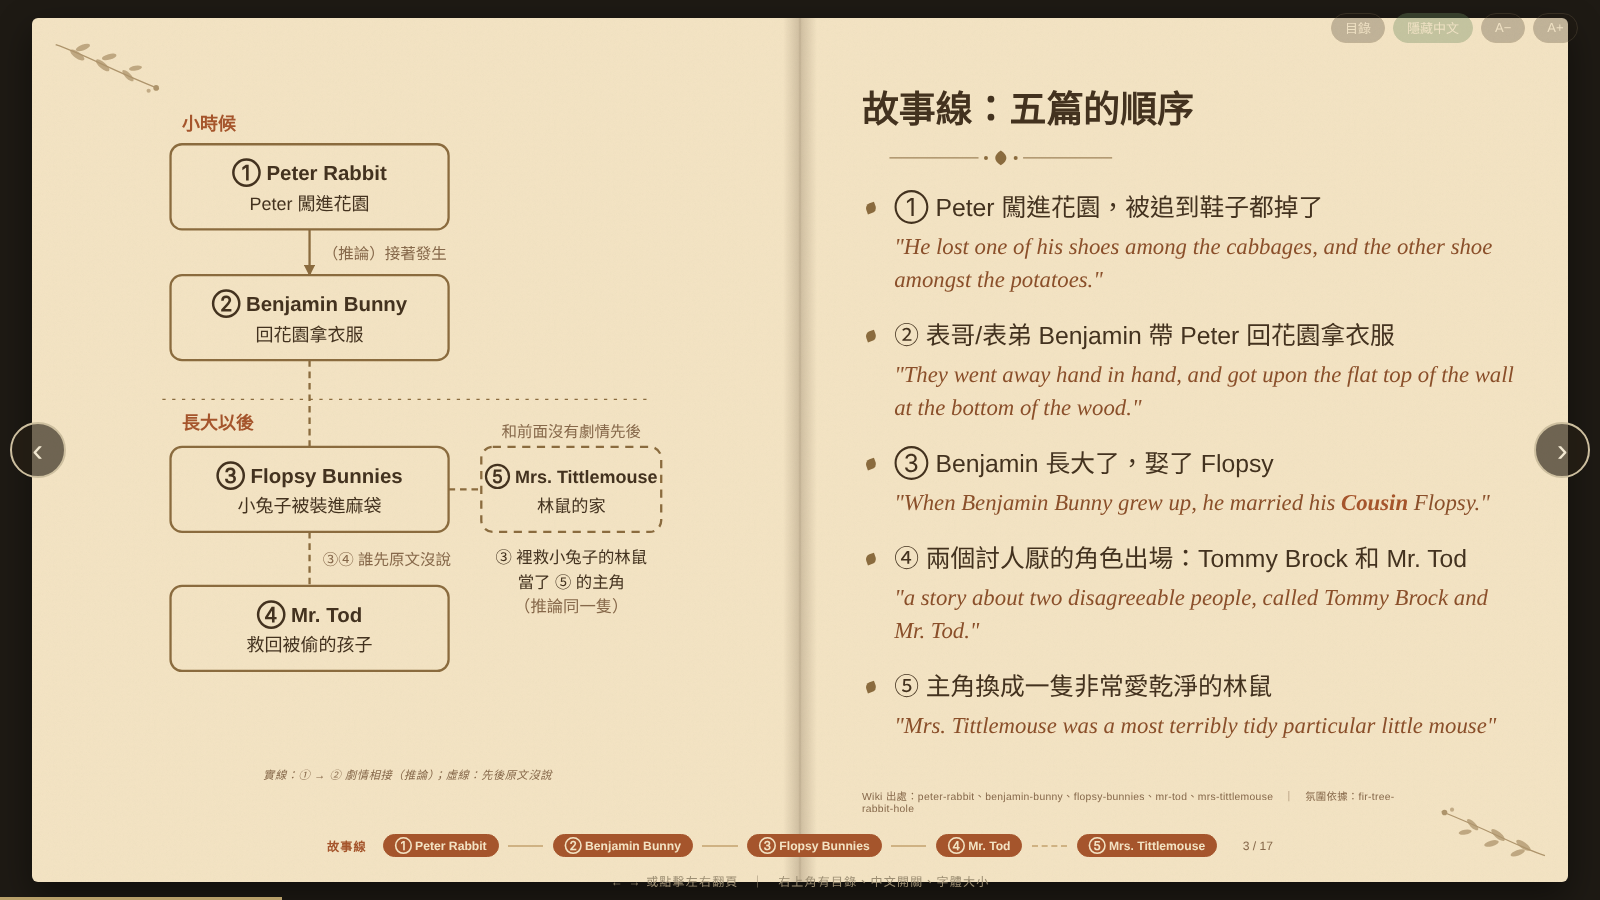 目錄
隱藏中文
A−
A+
小時候
① Peter Rabbit
Peter 闖進花園
（推論）接著發生
② Benjamin Bunny
回花園拿衣服
長大以後
③ Flopsy Bunnies
小兔子被裝進麻袋
和前面沒有劇情先後
⑤ Mrs. Tittlemouse
林鼠的家
③④ 誰先原文沒說
③ 裡救小兔子的林鼠
當了 ⑤ 的主角
（推論同一隻）
④ Mr. Tod
救回被偷的孩子
實線：① → ② 劇情相接（推論）；虛線：先後原文沒說
故事線：五篇的順序
① Peter 闖進花園，被追到鞋子都掉了
"He lost one of his shoes among the cabbages, and the other shoe
amongst the potatoes."
② 表哥/表弟 Benjamin 帶 Peter 回花園拿衣服
"They went away hand in hand, and got upon the flat top of the wall
at the bottom of the wood."
③ Benjamin 長大了，娶了 Flopsy
"When Benjamin Bunny grew up, he married his Cousin Flopsy."
④ 兩個討人厭的角色出場：Tommy Brock 和 Mr. Tod
"a story about two disagreeable people, called Tommy Brock and
Mr. Tod."
⑤ 主角換成一隻非常愛乾淨的林鼠
"Mrs. Tittlemouse was a most terribly tidy particular little mouse"
Wiki 出處：peter-rabbit、benjamin-bunny、flopsy-bunnies、mr-tod、mrs-tittlemouse ｜ 氛圍依據：fir-tree-
rabbit-hole
故事線 ① Peter Rabbit ② Benjamin Bunny ③ Flopsy Bunnies ④ Mr. Tod ⑤ Mrs. Tittlemouse 3 / 17
← → 或點擊左右翻頁 ｜ 右上角有目錄、中文開關、字體大小